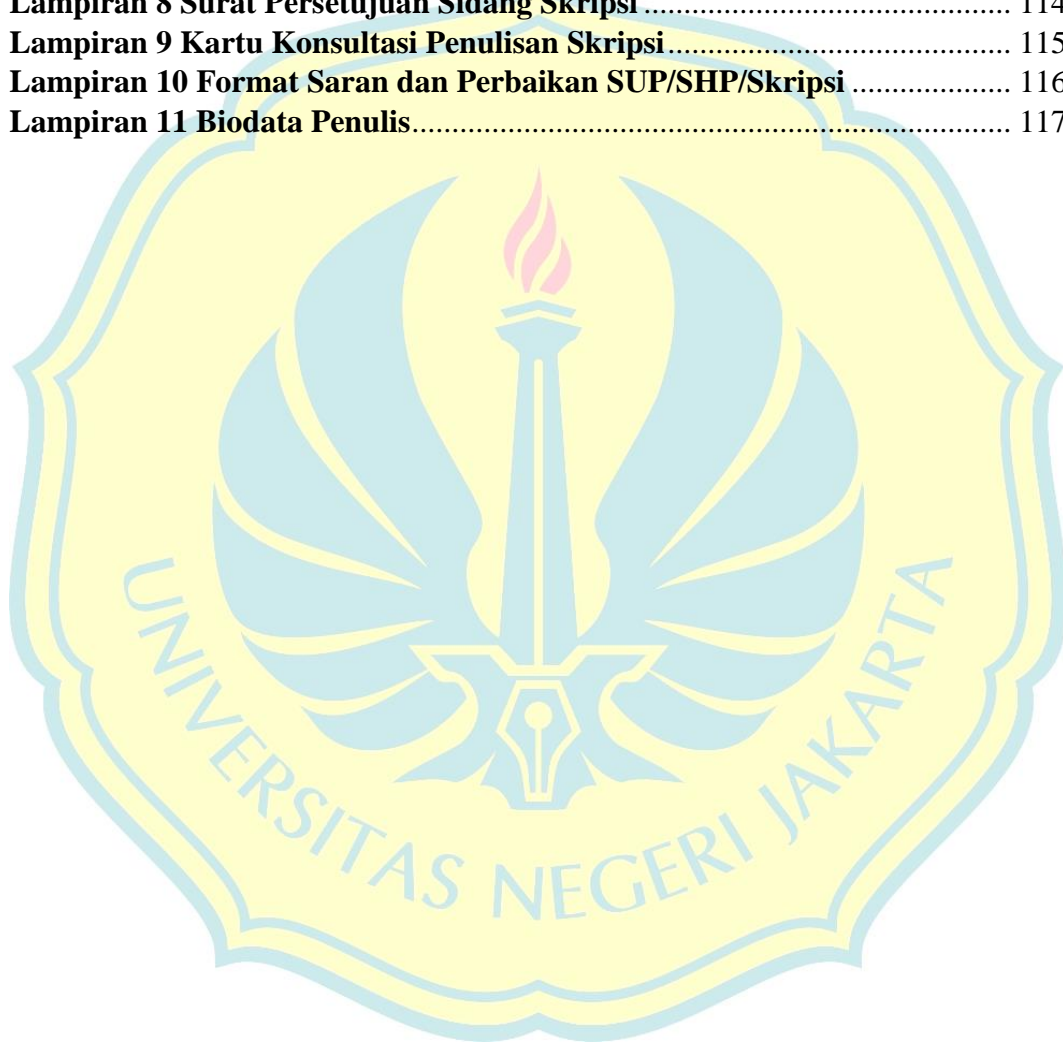 Lampiran 8 Surat Persetujuan Sidang Skripsi ............................................. 114
Lampiran 9 Kartu Konsultasi Penulisan Skripsi .......................................... 115
Lampiran 10 Format Saran dan Perbaikan SUP/SHP/Skripsi .................... 116
Lampiran 11 Biodata Penulis .......................................................................... 117
UNIVERSITAS NEGERI JAKARTA